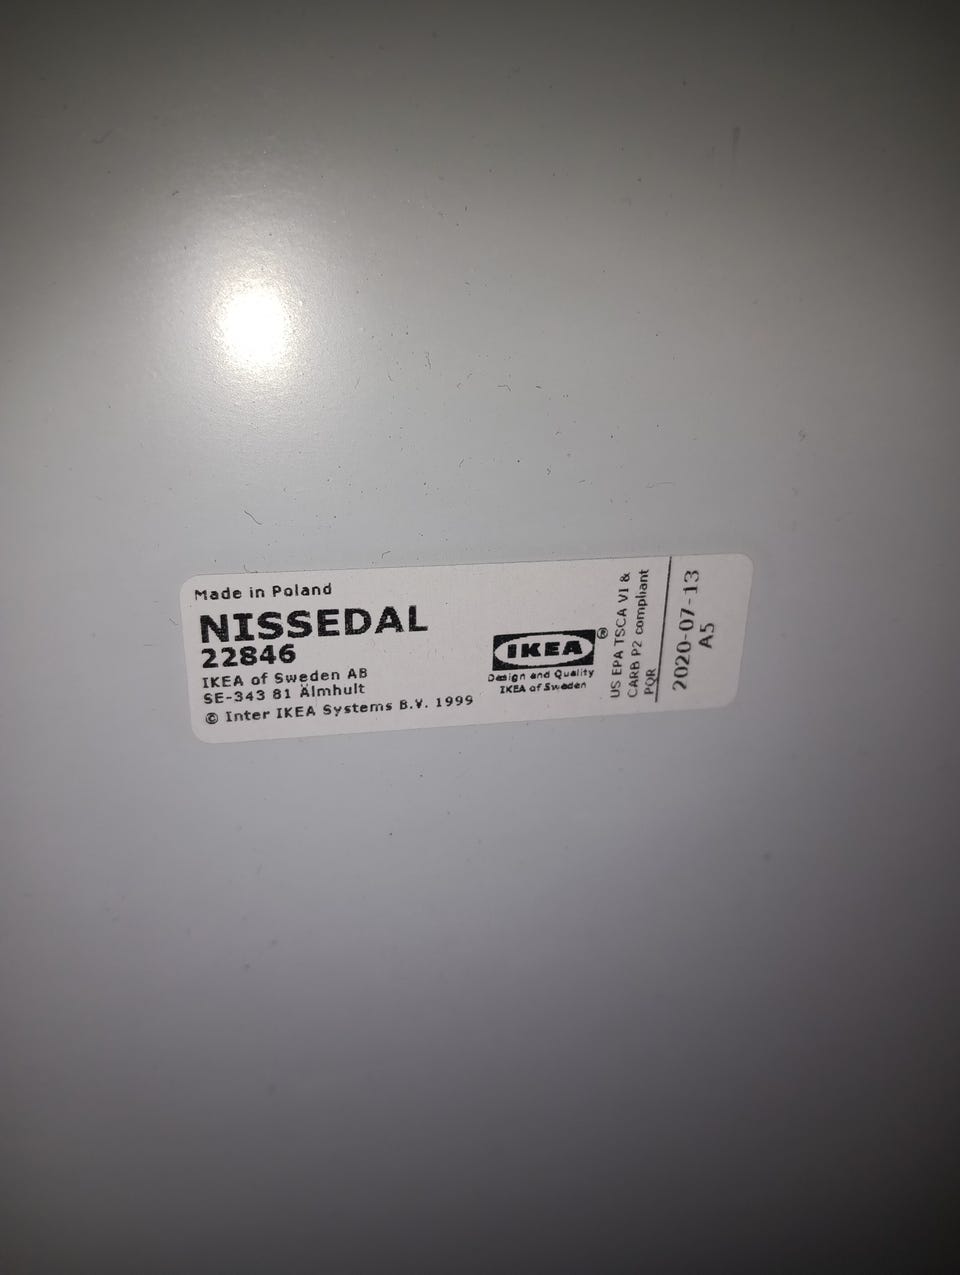 Made in Poland
NISSEDAL
22846
IKEA of Sweden AB
SE-343 81 Älmhult
© Inter IKEA Systems B.V. 1999
IKEA®
Design and Quality
IKEA of Sweden
US EPA TSCA VI &
CARB P2 compliant
PQR
2020-07-13
A5